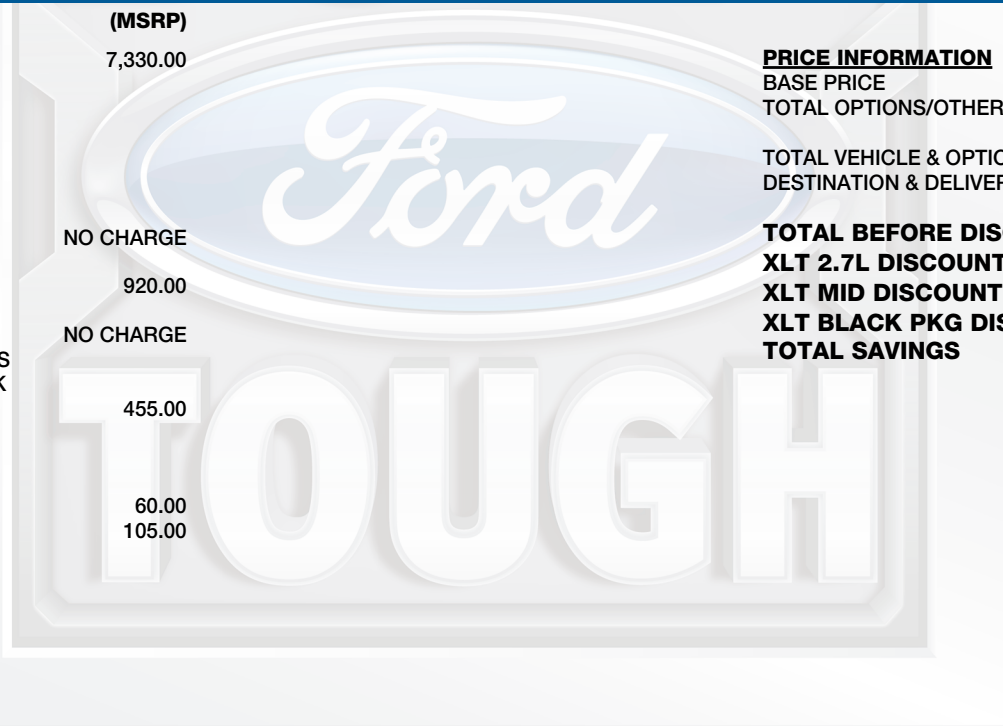 (MSRP)
7,330.00
NO CHARGE
920.00
NO CHARGE
S
K
455.00
60.00
105.00
PRICE INFORMATION
BASE PRICE
TOTAL OPTIONS/OTHER
TOTAL VEHICLE & OPTIO
DESTINATION & DELIVER
TOTAL BEFORE DIS
XLT 2.7L DISCOUNT
XLT MID DISCOUNT
XLT BLACK PKG DIS
TOTAL SAVINGS
Ford
TOUGH